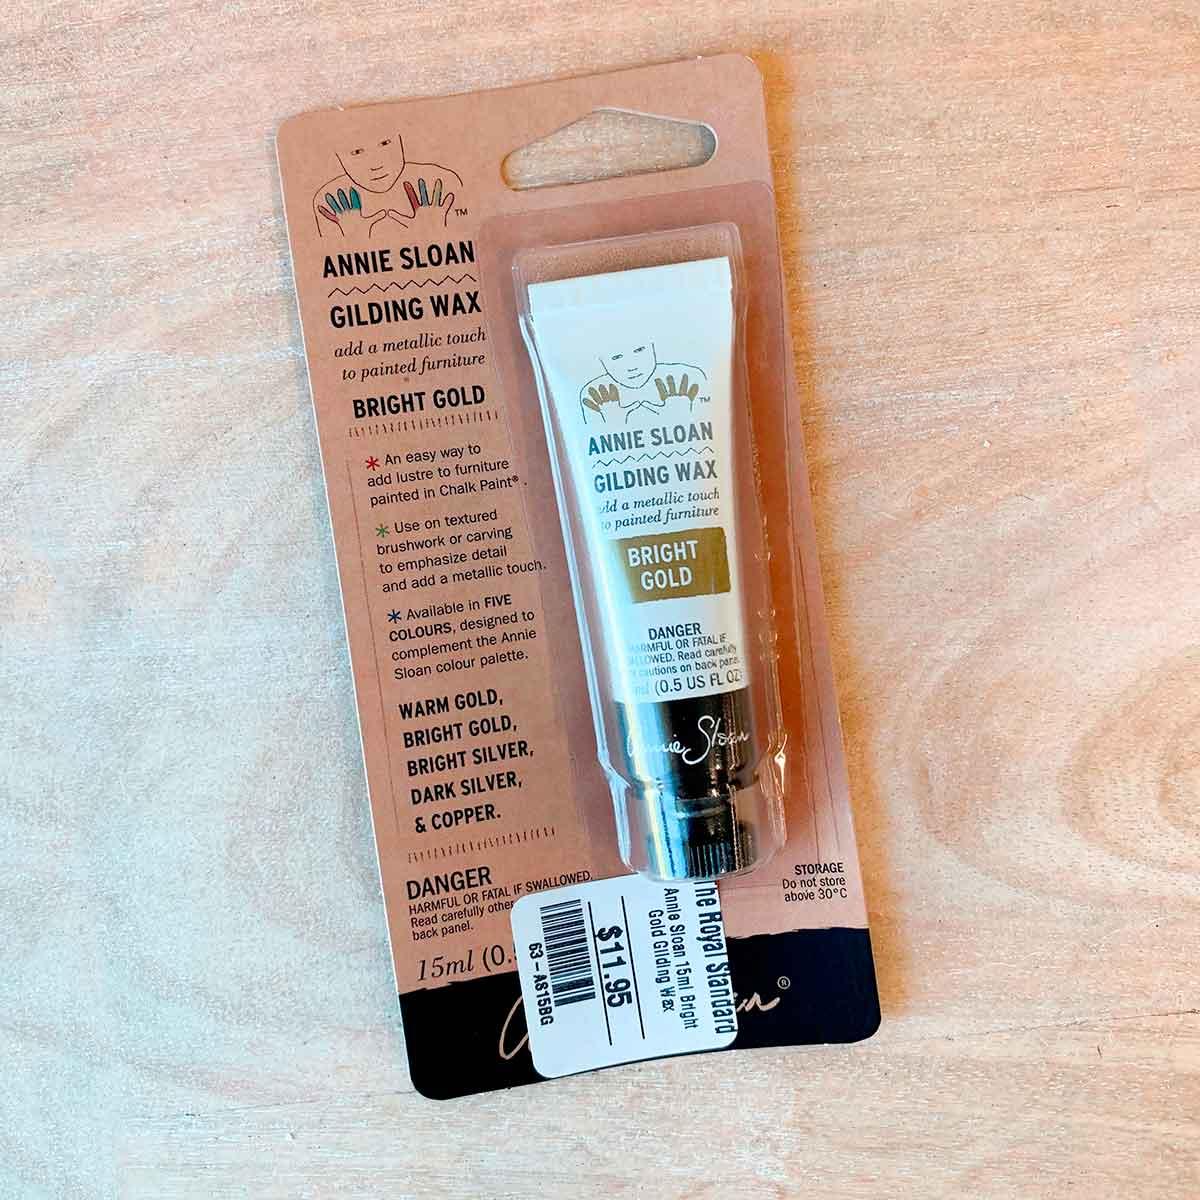 ™
ANNIE SLOAN
GILDING WAX
add a metallic touch
to painted furniture
BRIGHT GOLD
* An easy way to
add lustre to furniture
painted in Chalk Paint®.
* Use on textured
brushwork or carving
to emphasize detail
and add a metallic touch.
* Available in FIVE
COLOURS, designed to
complement the Annie
Sloan colour palette.
WARM GOLD,
BRIGHT GOLD,
BRIGHT SILVER,
DARK SILVER,
& COPPER.
DANGER
HARMFUL OR FATAL IF SWALLOWED.
Read carefully
back panel.
15ml
™
ANNIE SLOAN
GILDING WAX
add a metallic touch
to painted furniture
BRIGHT
GOLD
DANGER
HARMFUL OR FATAL IF
Read carefully
cautions on back panel.
(0.5 US FL OZ)
Annie Sloan
STORAGE
Do not store
above 30°C
The Royal Standard
Annie Sloan 15ml Bright
Gold Gilding Wax
$11.95
63-AS15BG
®